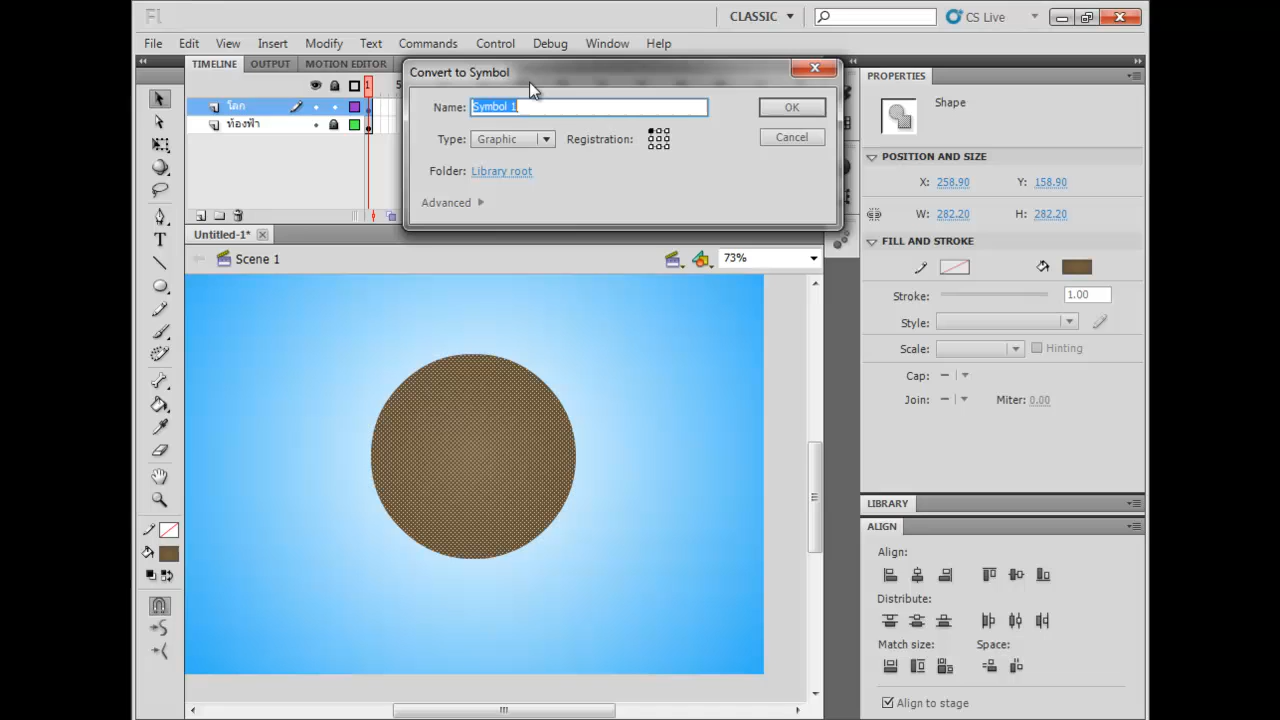 Fl CLASSIC CS Live
File Edit View Insert Modify Text Commands Control Debug Window Help
TIMELINE OUTPUT MOTION EDITOR
1 5
โลก
ท้องฟ้า
Convert to Symbol
Name: Symbol 1 OK
Type: Graphic Registration: Cancel
Folder: Library root
Advanced
Untitled-1*
Scene 1 73%
PROPERTIES
Shape
POSITION AND SIZE
X: 258.90 Y: 158.90
W: 282.20 H: 282.20
FILL AND STROKE
Stroke: 1.00
Style:
Scale: Hinting
Cap:
Join: Miter: 0.00
LIBRARY
ALIGN
Align:
Distribute:
Match size: Space:
Align to stage